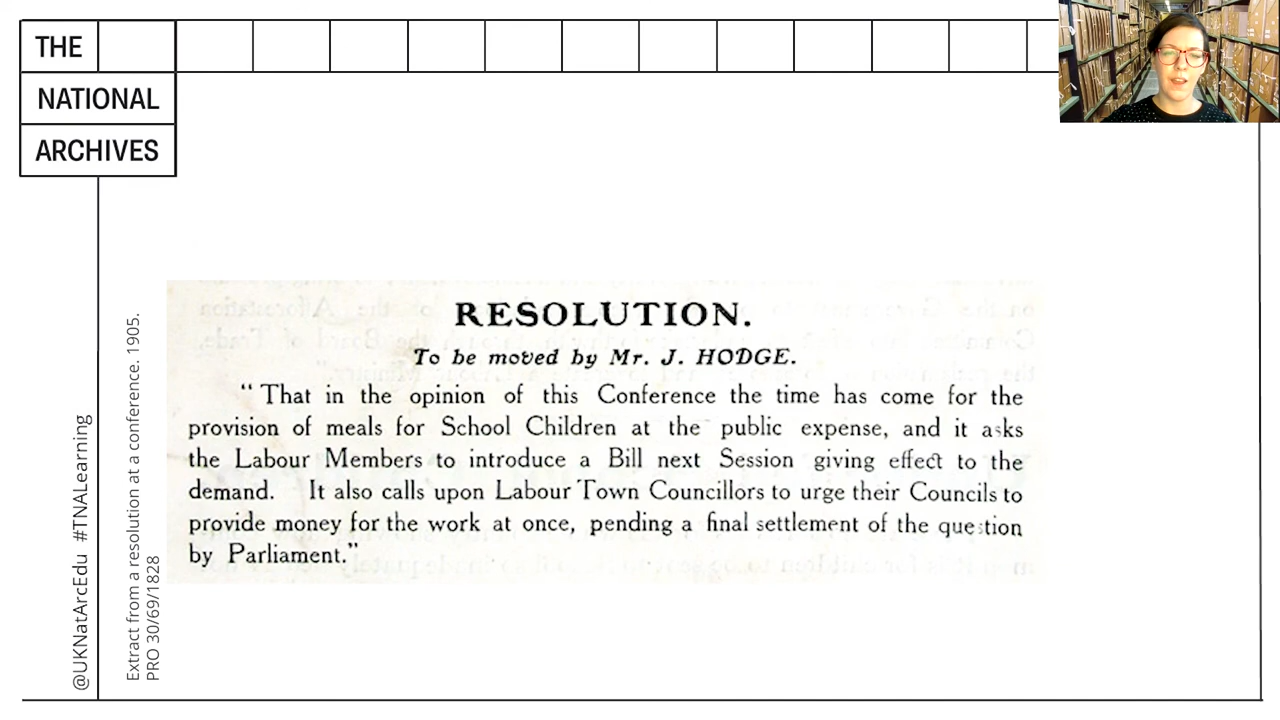 THE
NATIONAL
ARCHIVES
RESOLUTION.
To be moved by Mr. J. HODGE.
“ That in the opinion of this Conference the time has come for the
provision of meals for School Children at the public expense, and it asks
the Labour Members to introduce a Bill next Session giving effect to the
demand. It also calls upon Labour Town Councillors to urge their Councils to
provide money for the work at once, pending a final settlement of the question
by Parliament.”
@UKNatArcEdu #TNALearning
Extract from a resolution at a conference. 1905.
PRO 30/69/1828